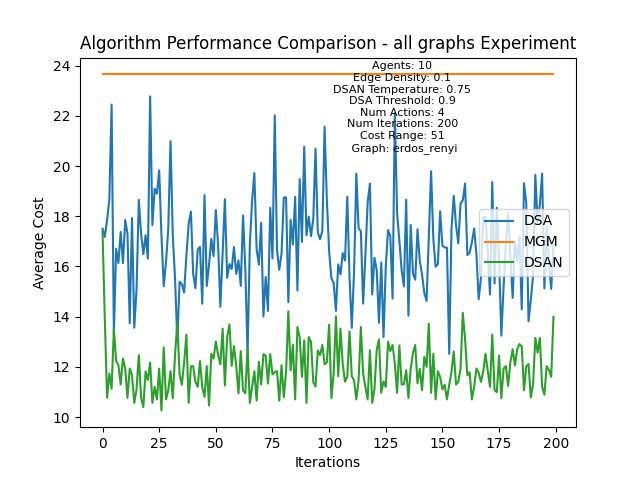 Algorithm Performance Comparison - all graphs Experiment
Agents: 10
Edge Density: 0.1
DSAN Temperature: 0.75
DSA Threshold: 0.9
Num Actions: 4
Num Iterations: 200
Cost Range: 51
Graph: erdos_renyi
24
22
20
18
16
14
12
10
Average Cost
DSA
MGM
DSAN
0 25 50 75 100 125 150 175 200
Iterations